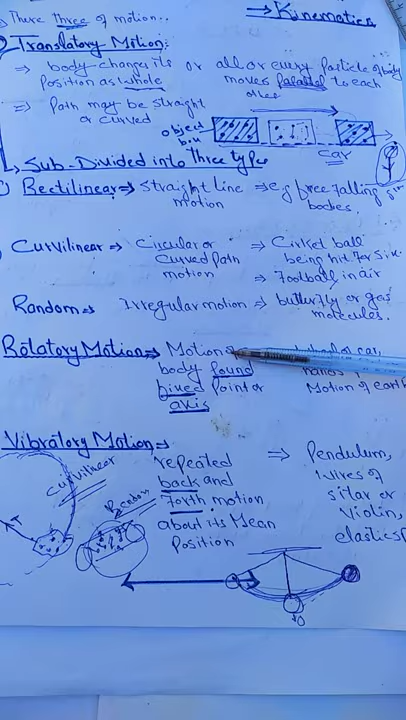 There Three of motion..
⇒ Kinematics
Translatory Motion:
⇒ body changes its position as whole or all or every particle of body moves parallel to each other
⇒ Path may be straight or curved
object
box
Car
Sub-Divided into three types
Rectilinear ⇒ Straight line motion ⇒ e.g free falling bodies.
Curvilinear ⇒ Circular or Curved path motion ⇒ Cirket ball being hit for six.
⇒ Football in air
Random ⇒ Irregular motion ⇒ butterfly or gas molecules.
Rotatory Motion ⇒ Motion of body
Motion of earth
fixed point or
axis
Vibratory Motion ⇒
repeated
back and
forth motion
about its Mean
position
⇒ Pendulum,
wires of
sitar or
Violin,
Curvilinear
Random